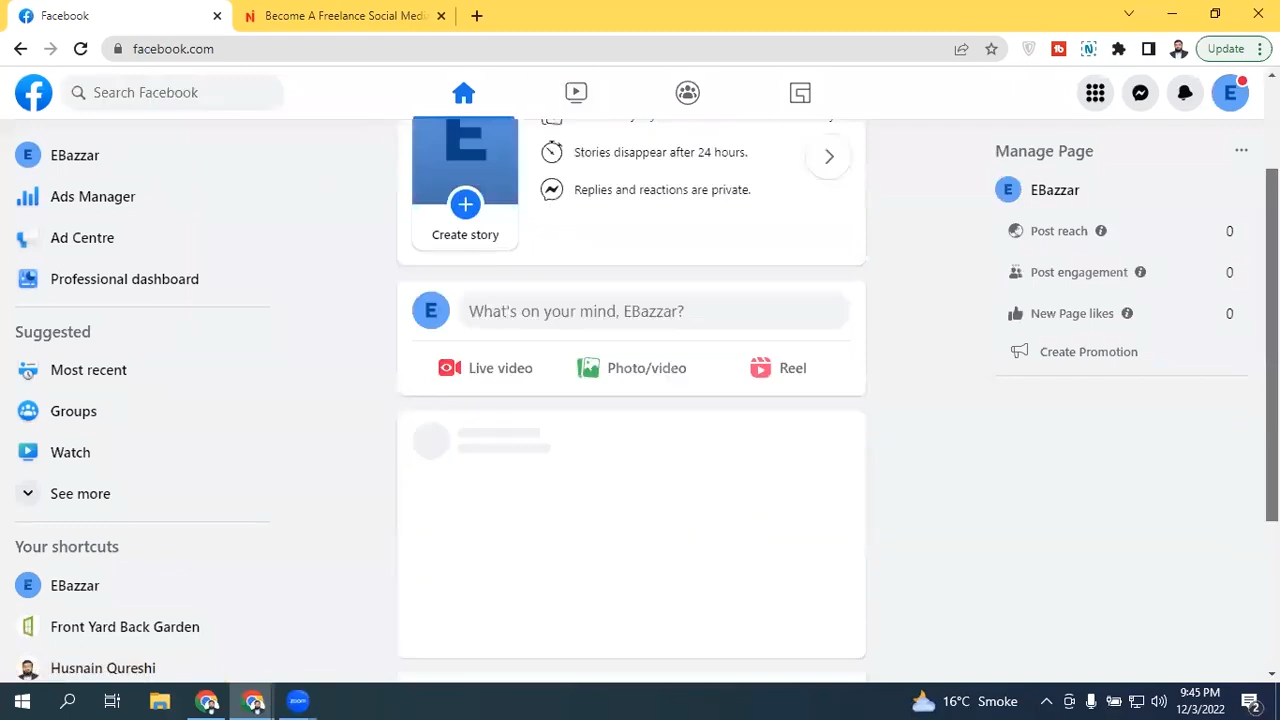 Facebook
Become A Freelance Social Medi
facebook.com
Update
Search Facebook
E
EBazzar
Ads Manager
Ad Centre
Professional dashboard
Suggested
Most recent
Groups
Watch
See more
Your shortcuts
EBazzar
Front Yard Back Garden
Husnain Qureshi
Create story
Stories disappear after 24 hours.
Replies and reactions are private.
E
What's on your mind, EBazzar?
Live video
Photo/video
Reel
Manage Page
E
EBazzar
Post reach
0
Post engagement
0
New Page likes
0
Create Promotion
zoom
16°C Smoke
9:45 PM
12/3/2022
2